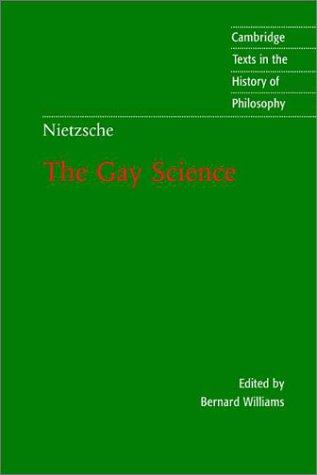 Cambridge
Texts in the
History of
Philosophy
Nietzsche
The Gay Science
Edited by
Bernard Williams